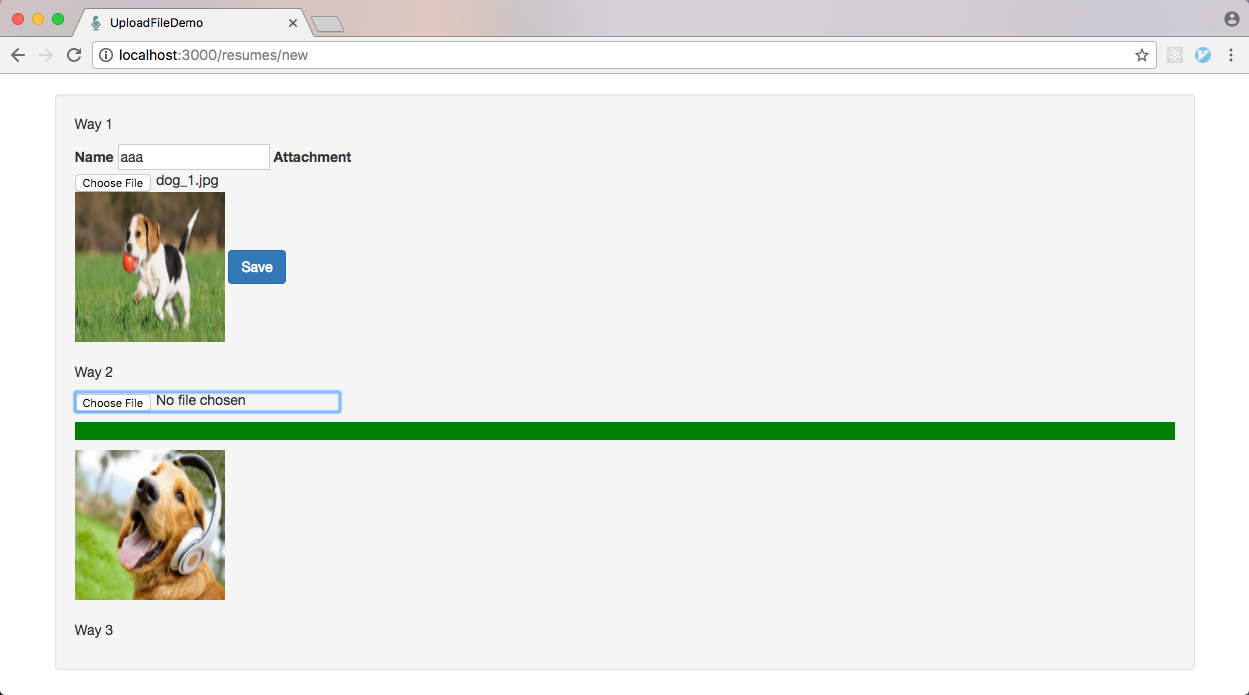 UploadFileDemo
localhost:3000/resumes/new
Way 1
Name aaa Attachment
Choose File dog_1.jpg
Save
Way 2
Choose File No file chosen
Way 3